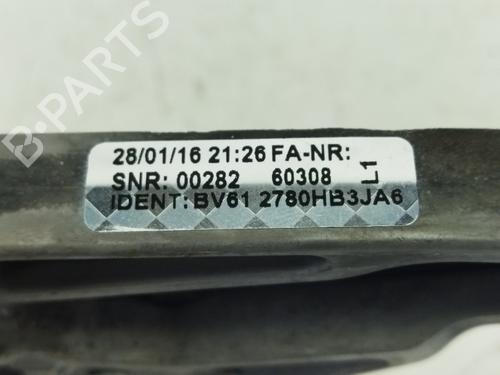 28/01/16 21:26 FA-NR:
SNR: 00282 60308
L1
IDENT: BV61 2780HB3JA6
B-PARTS